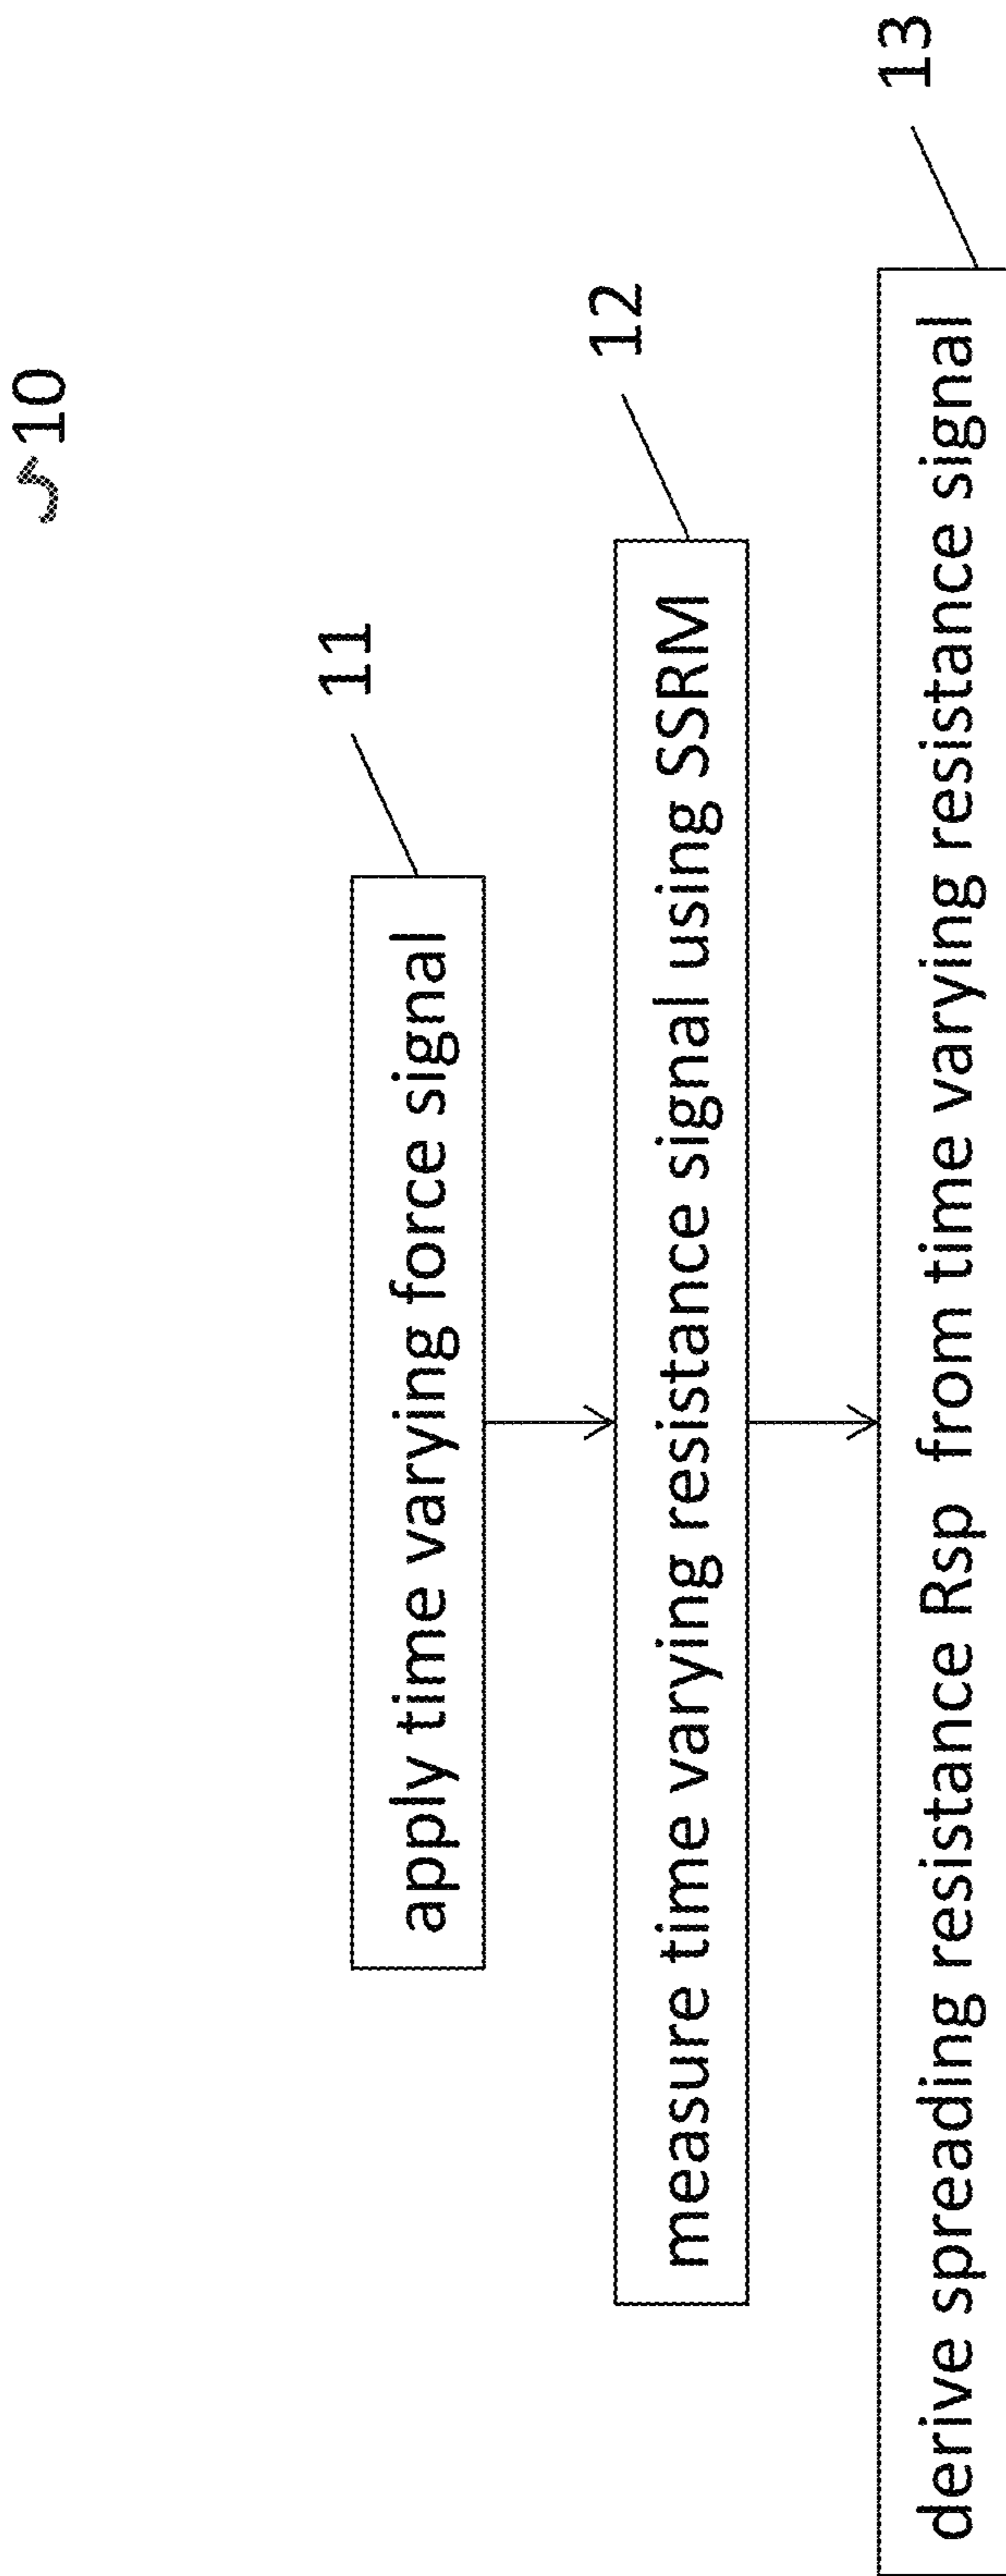 10
11
apply time varying force signal
12
measure time varying resistance signal using SSRM
13
derive spreading resistance Rsp from time varying resistance signal